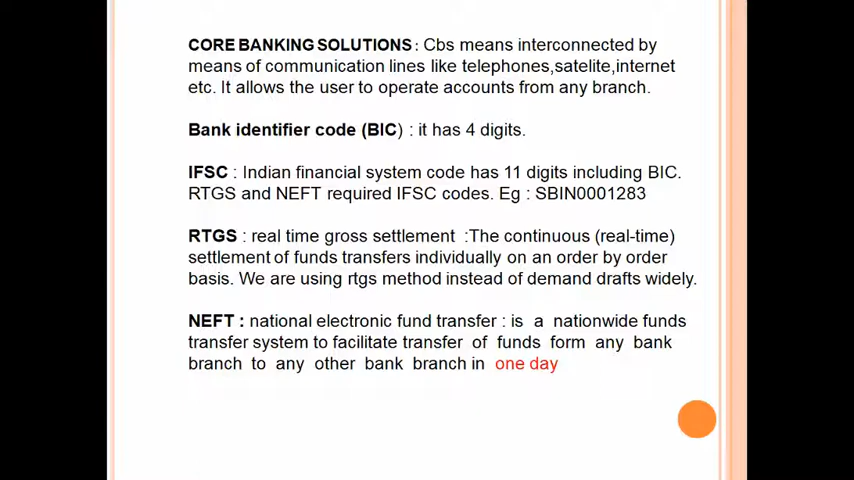 CORE BANKING SOLUTIONS : Cbs means interconnected by
means of communication lines like telephones,satelite,internet
etc. It allows the user to operate accounts from any branch.
Bank identifier code (BIC) : it has 4 digits.
IFSC : Indian financial system code has 11 digits including BIC.
RTGS and NEFT required IFSC codes. Eg : SBIN0001283
RTGS : real time gross settlement :The continuous (real-time)
settlement of funds transfers individually on an order by order
basis. We are using rtgs method instead of demand drafts widely.
NEFT : national electronic fund transfer : is a nationwide funds
transfer system to facilitate transfer of funds form any bank
branch to any other bank branch in one day